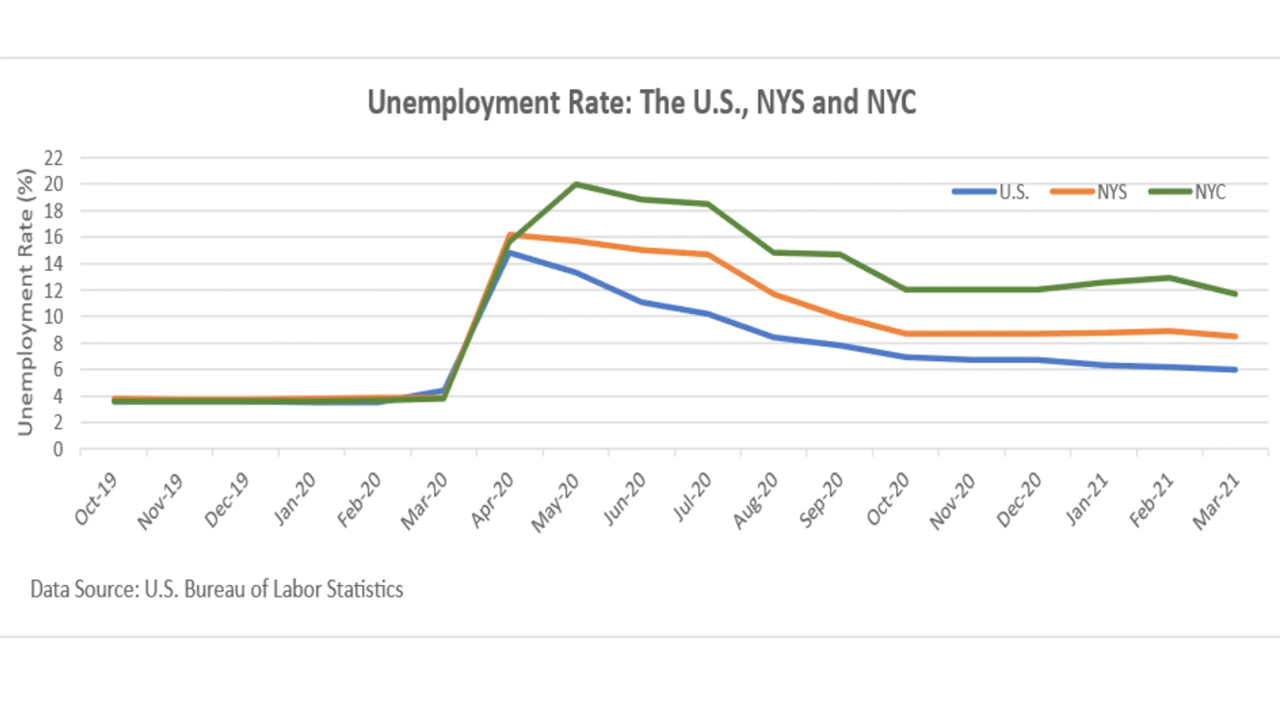 Unemployment Rate: The U.S., NYS and NYC
Unemployment Rate (%)
22
20
18
16
14
12
10
8
6
4
2
0
U.S. NYS NYC
Oct-19 Nov-19 Dec-19 Jan-20 Feb-20 Mar-20 Apr-20 May-20 Jun-20 Jul-20 Aug-20 Sep-20 Oct-20 Nov-20 Dec-20 Jan-21 Feb-21 Mar-21
Data Source: U.S. Bureau of Labor Statistics